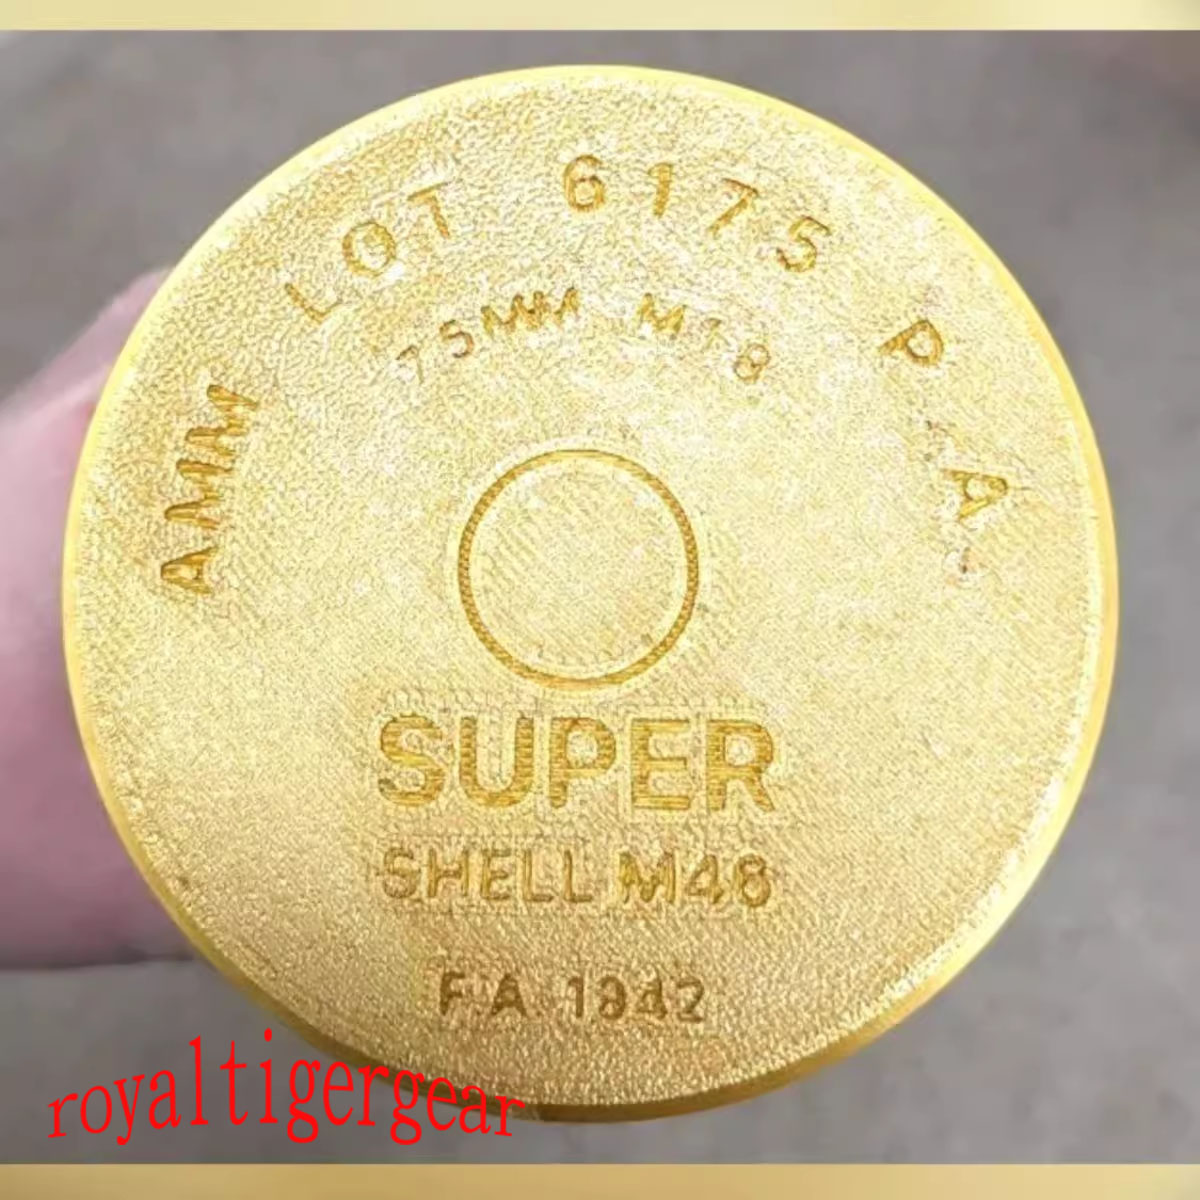 AMM LOT 6175 P.A.
75MM M18
SUPER
SHELL M48
F.A. 1942
royaltigergear